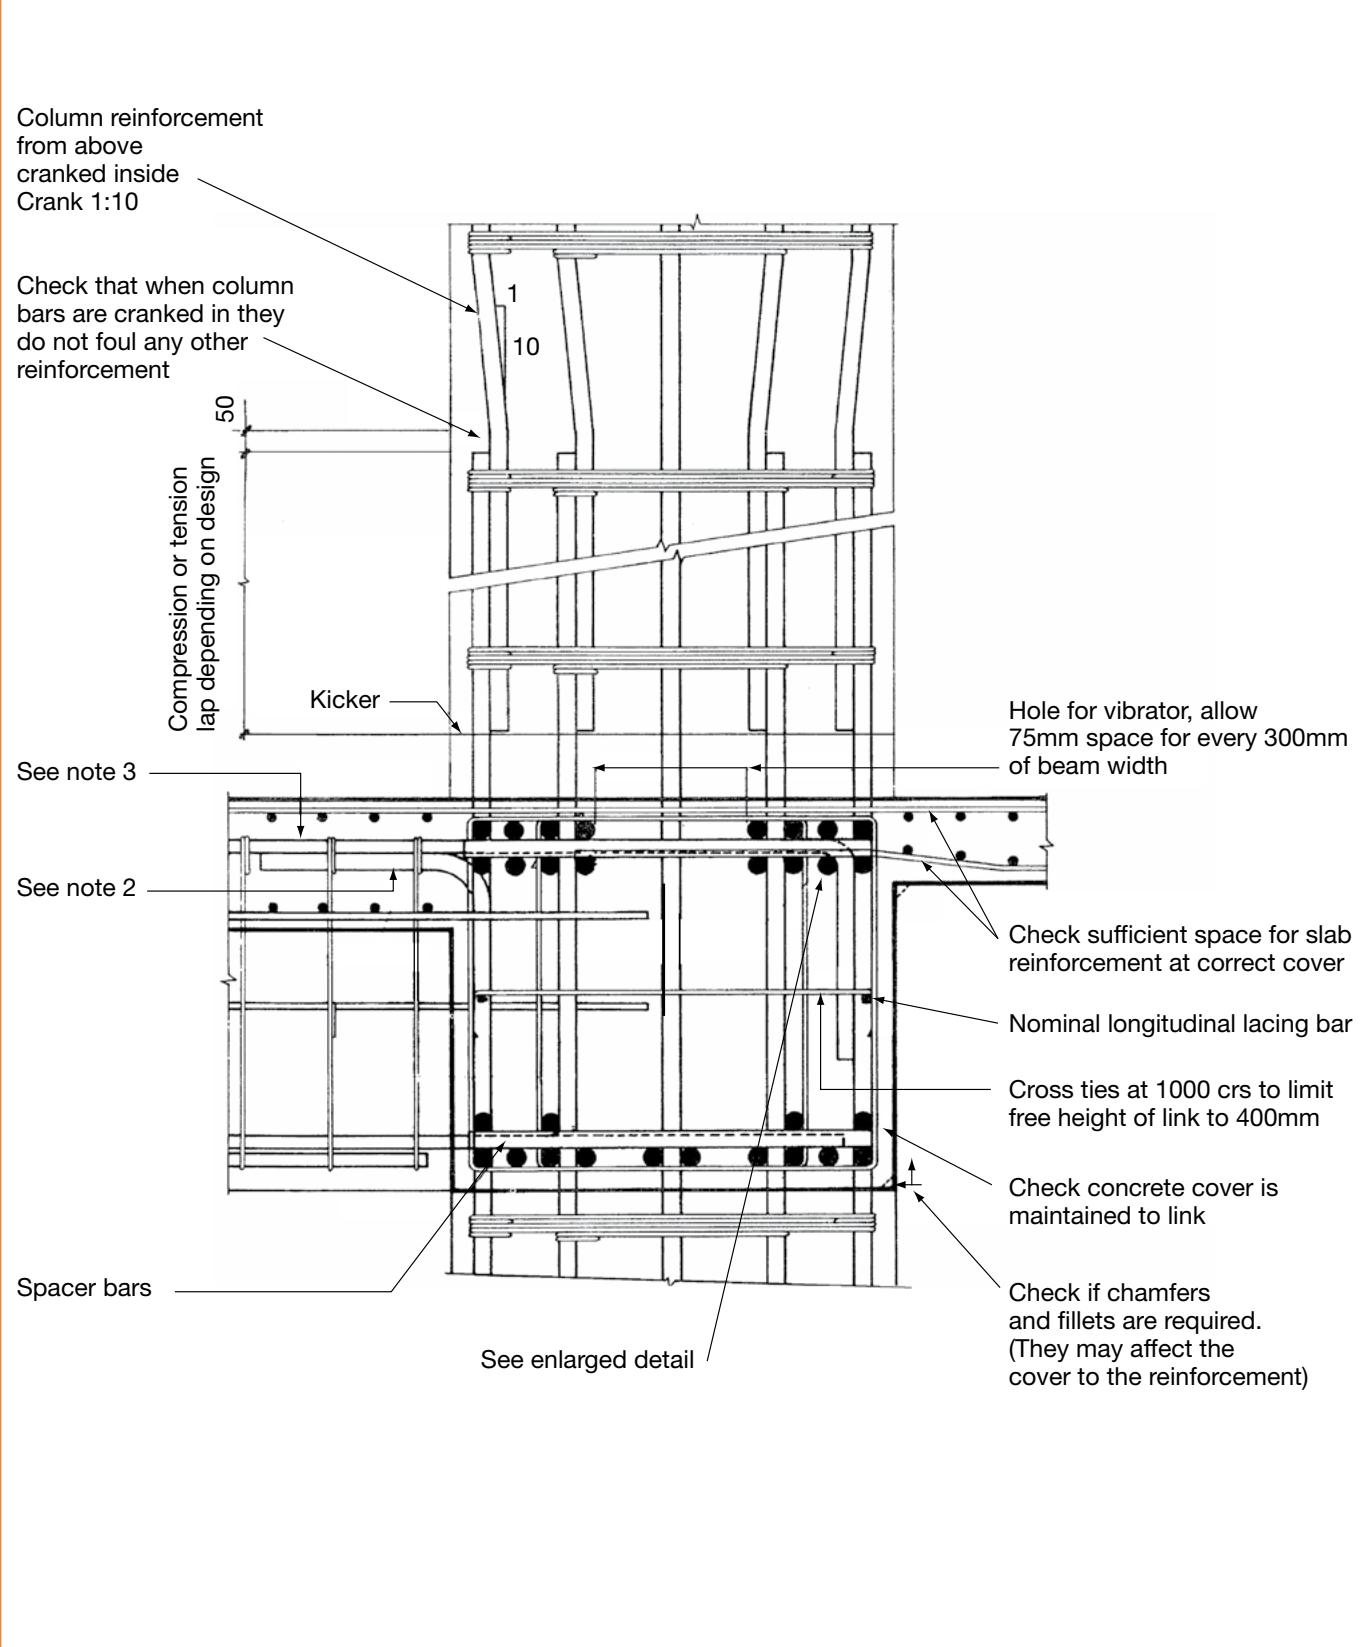 Column reinforcement
from above
cranked inside
Crank 1:10
Check that when column
bars are cranked in they
do not foul any other
reinforcement
1
10
50
Compression or tension
lap depending on design
Kicker
Hole for vibrator, allow
75mm space for every 300mm
of beam width
See note 3
See note 2
Check sufficient space for slab
reinforcement at correct cover
Nominal longitudinal lacing bar
Cross ties at 1000 crs to limit
free height of link to 400mm
Check concrete cover is
maintained to link
Spacer bars
Check if chamfers
and fillets are required.
(They may affect the
cover to the reinforcement)
See enlarged detail